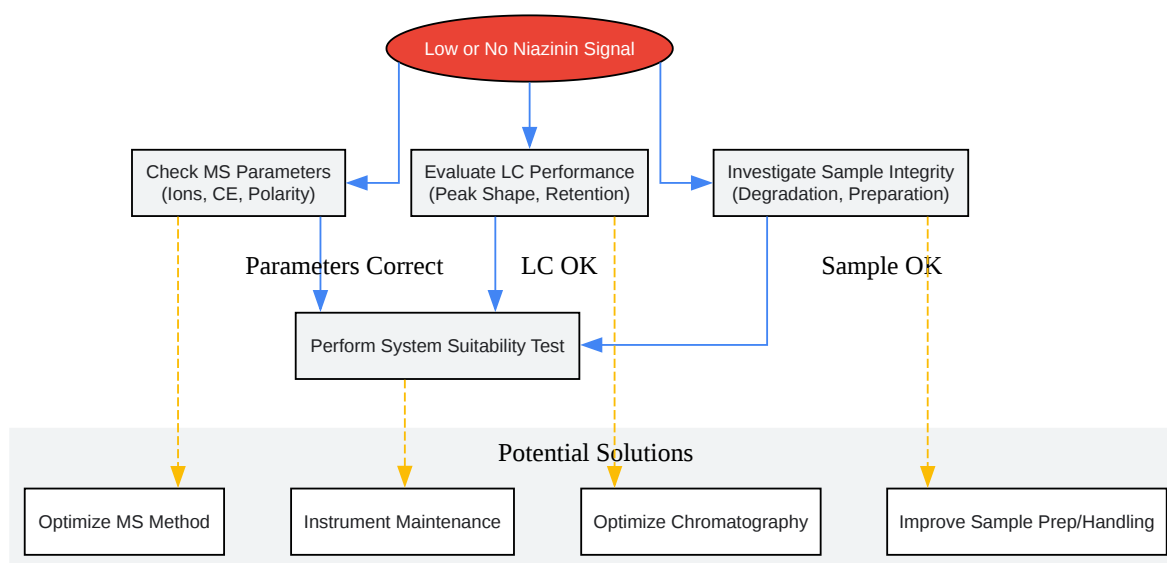 Low or No Niazinin Signal
Check MS Parameters
(Ions, CE, Polarity)
Evaluate LC Performance
(Peak Shape, Retention)
Investigate Sample Integrity
(Degradation, Preparation)
Parameters Correct
LC OK
Sample OK
Perform System Suitability Test
Potential Solutions
Optimize MS Method
Instrument Maintenance
Optimize Chromatography
Improve Sample Prep/Handling